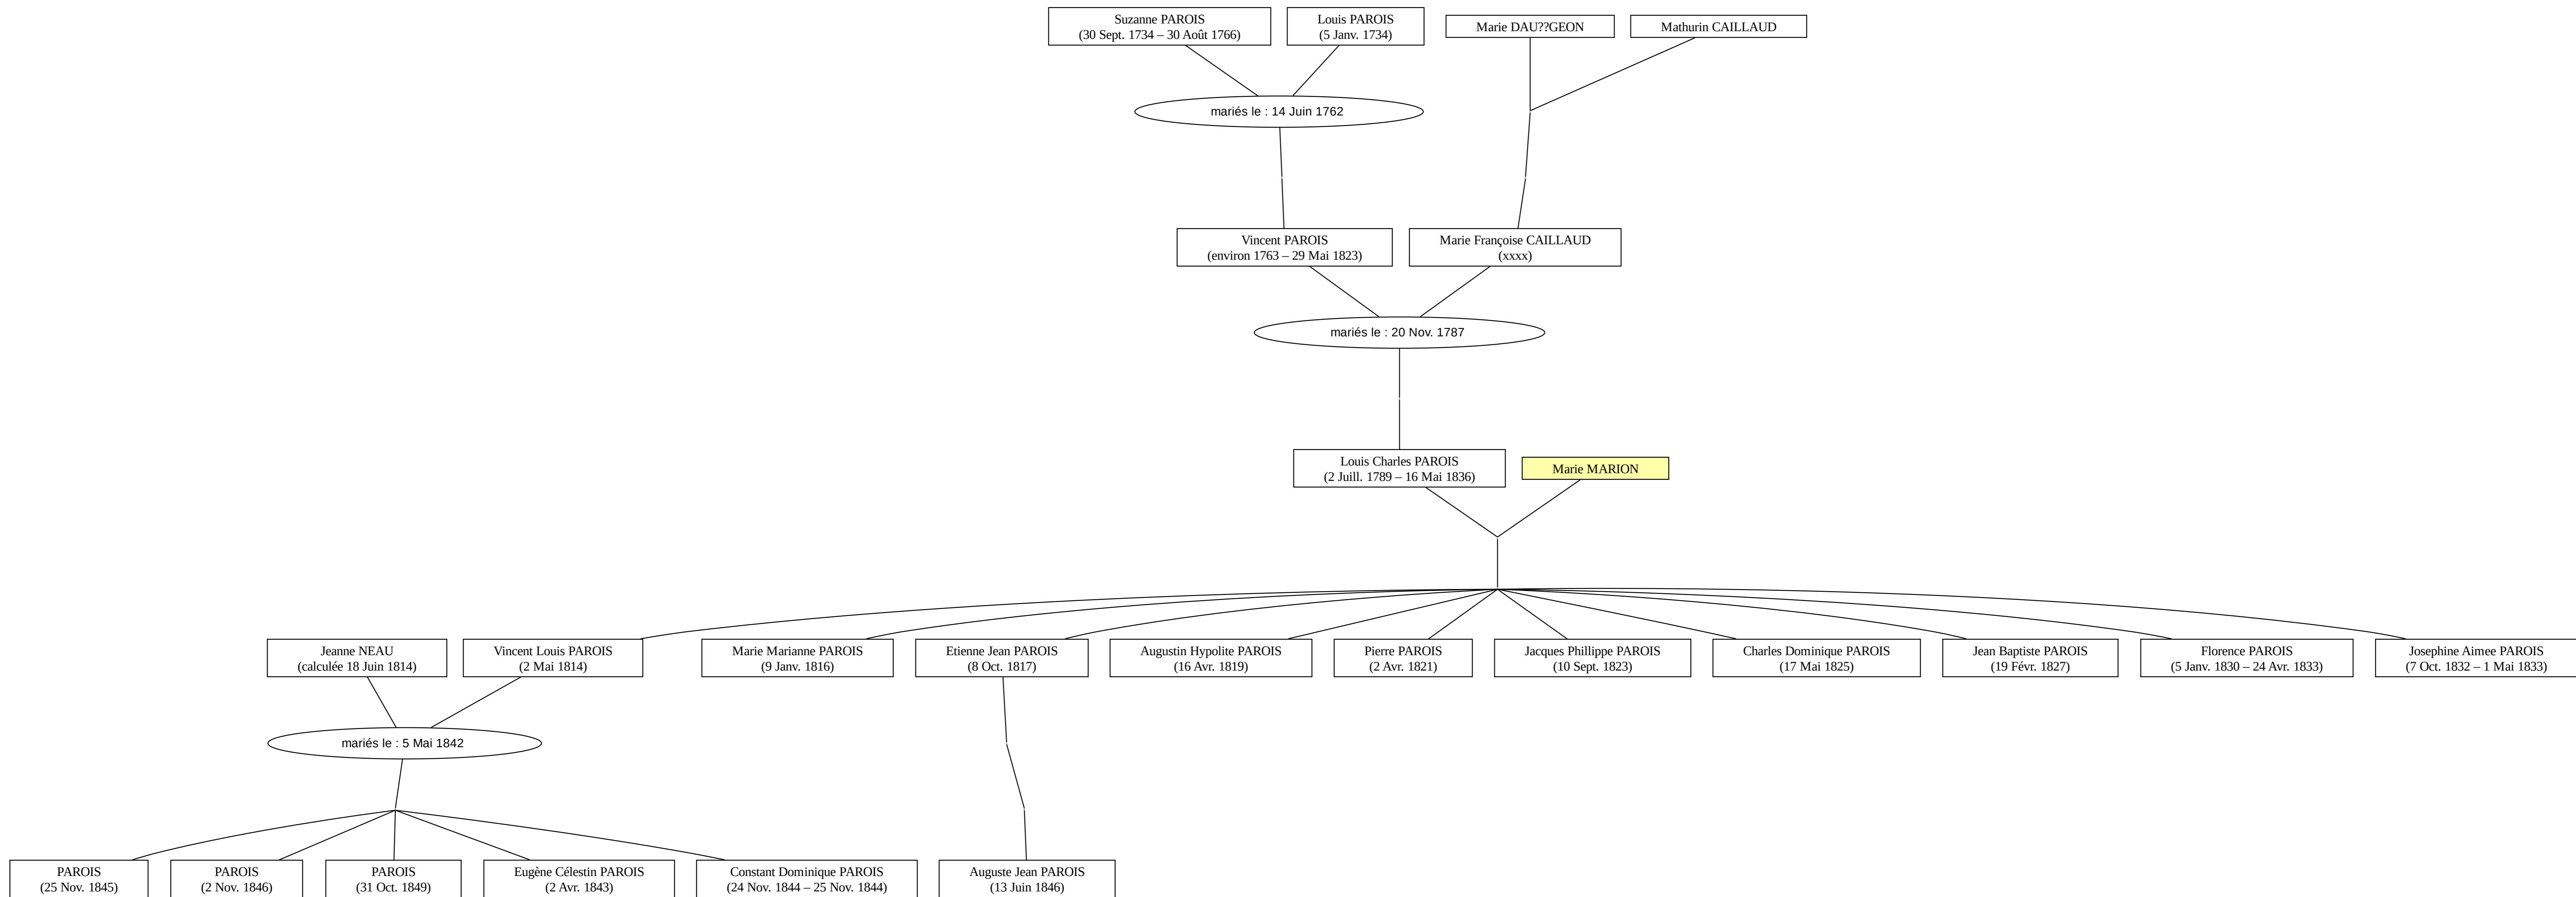 Suzanne PAROIS
(30 Sept. 1734 – 30 Août 1766)
Louis PAROIS
(5 Janv. 1734)
Marie DAU??GEON
Mathurin CAILLAUD
mariés le : 14 Juin 1762
Vincent PAROIS
(environ 1763 – 29 Mai 1823)
Marie Françoise CAILLAUD
(xxxx)
mariés le : 20 Nov. 1787
Louis Charles PAROIS
(2 Juill. 1789 – 16 Mai 1836)
Marie MARION
Jeanne NEAU
(calculée 18 Juin 1814)
Vincent Louis PAROIS
(2 Mai 1814)
Marie Marianne PAROIS
(9 Janv. 1816)
Etienne Jean PAROIS
(8 Oct. 1817)
Augustin Hypolite PAROIS
(16 Avr. 1819)
Pierre PAROIS
(2 Avr. 1821)
Jacques Phillippe PAROIS
(10 Sept. 1823)
Charles Dominique PAROIS
(17 Mai 1825)
Jean Baptiste PAROIS
(19 Févr. 1827)
Florence PAROIS
(5 Janv. 1830 – 24 Avr. 1833)
Josephine Aimee PAROIS
(7 Oct. 1832 – 1 Mai 1833)
mariés le : 5 Mai 1842
PAROIS
(25 Nov. 1845)
PAROIS
(2 Nov. 1846)
PAROIS
(31 Oct. 1849)
Eugène Célestin PAROIS
(2 Avr. 1843)
Constant Dominique PAROIS
(24 Nov. 1844 – 25 Nov. 1844)
Auguste Jean PAROIS
(13 Juin 1846)